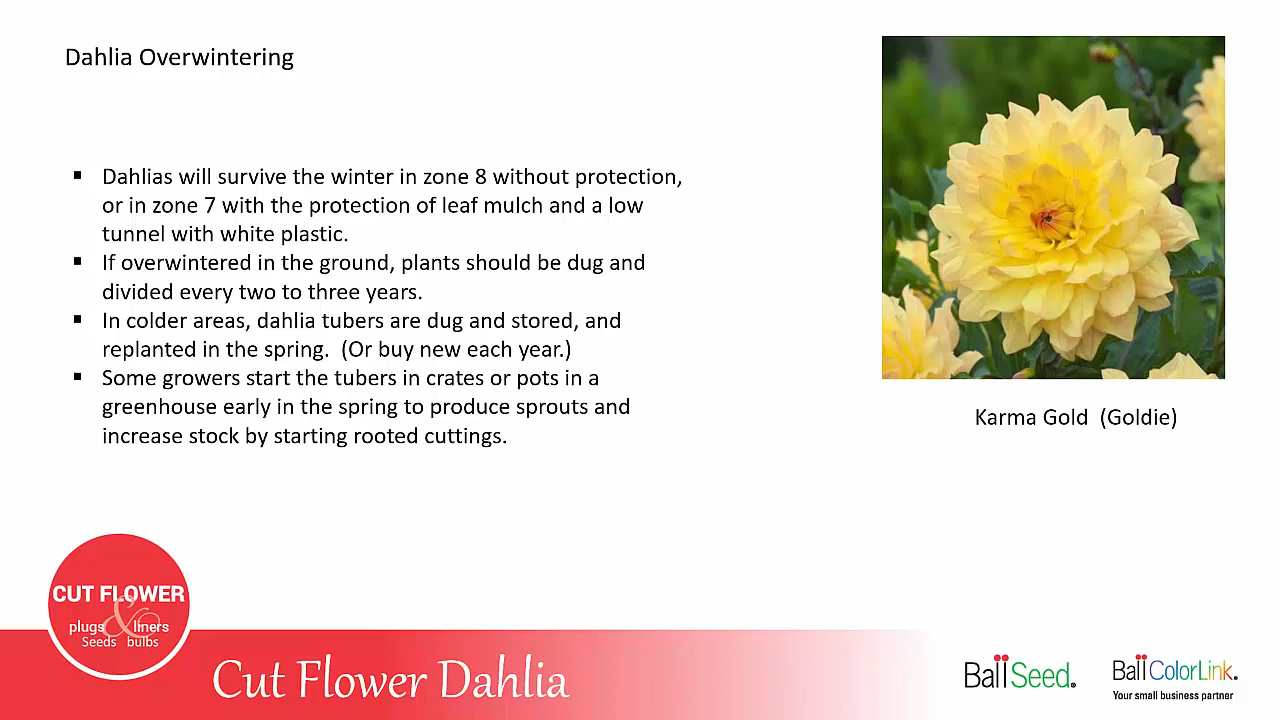 Dahlia Overwintering
▪ Dahlias will survive the winter in zone 8 without protection,
or in zone 7 with the protection of leaf mulch and a low
tunnel with white plastic.
▪ If overwintered in the ground, plants should be dug and
divided every two to three years.
▪ In colder areas, dahlia tubers are dug and stored, and
replanted in the spring.  (Or buy new each year.)
▪ Some growers start the tubers in crates or pots in a
greenhouse early in the spring to produce sprouts and
increase stock by starting rooted cuttings.
Karma Gold  (Goldie)
CUT FLOWER
plugs & liners
Seeds bulbs
Cut Flower Dahlia
Ball Seed.
Ball ColorLink.
Your small business partner